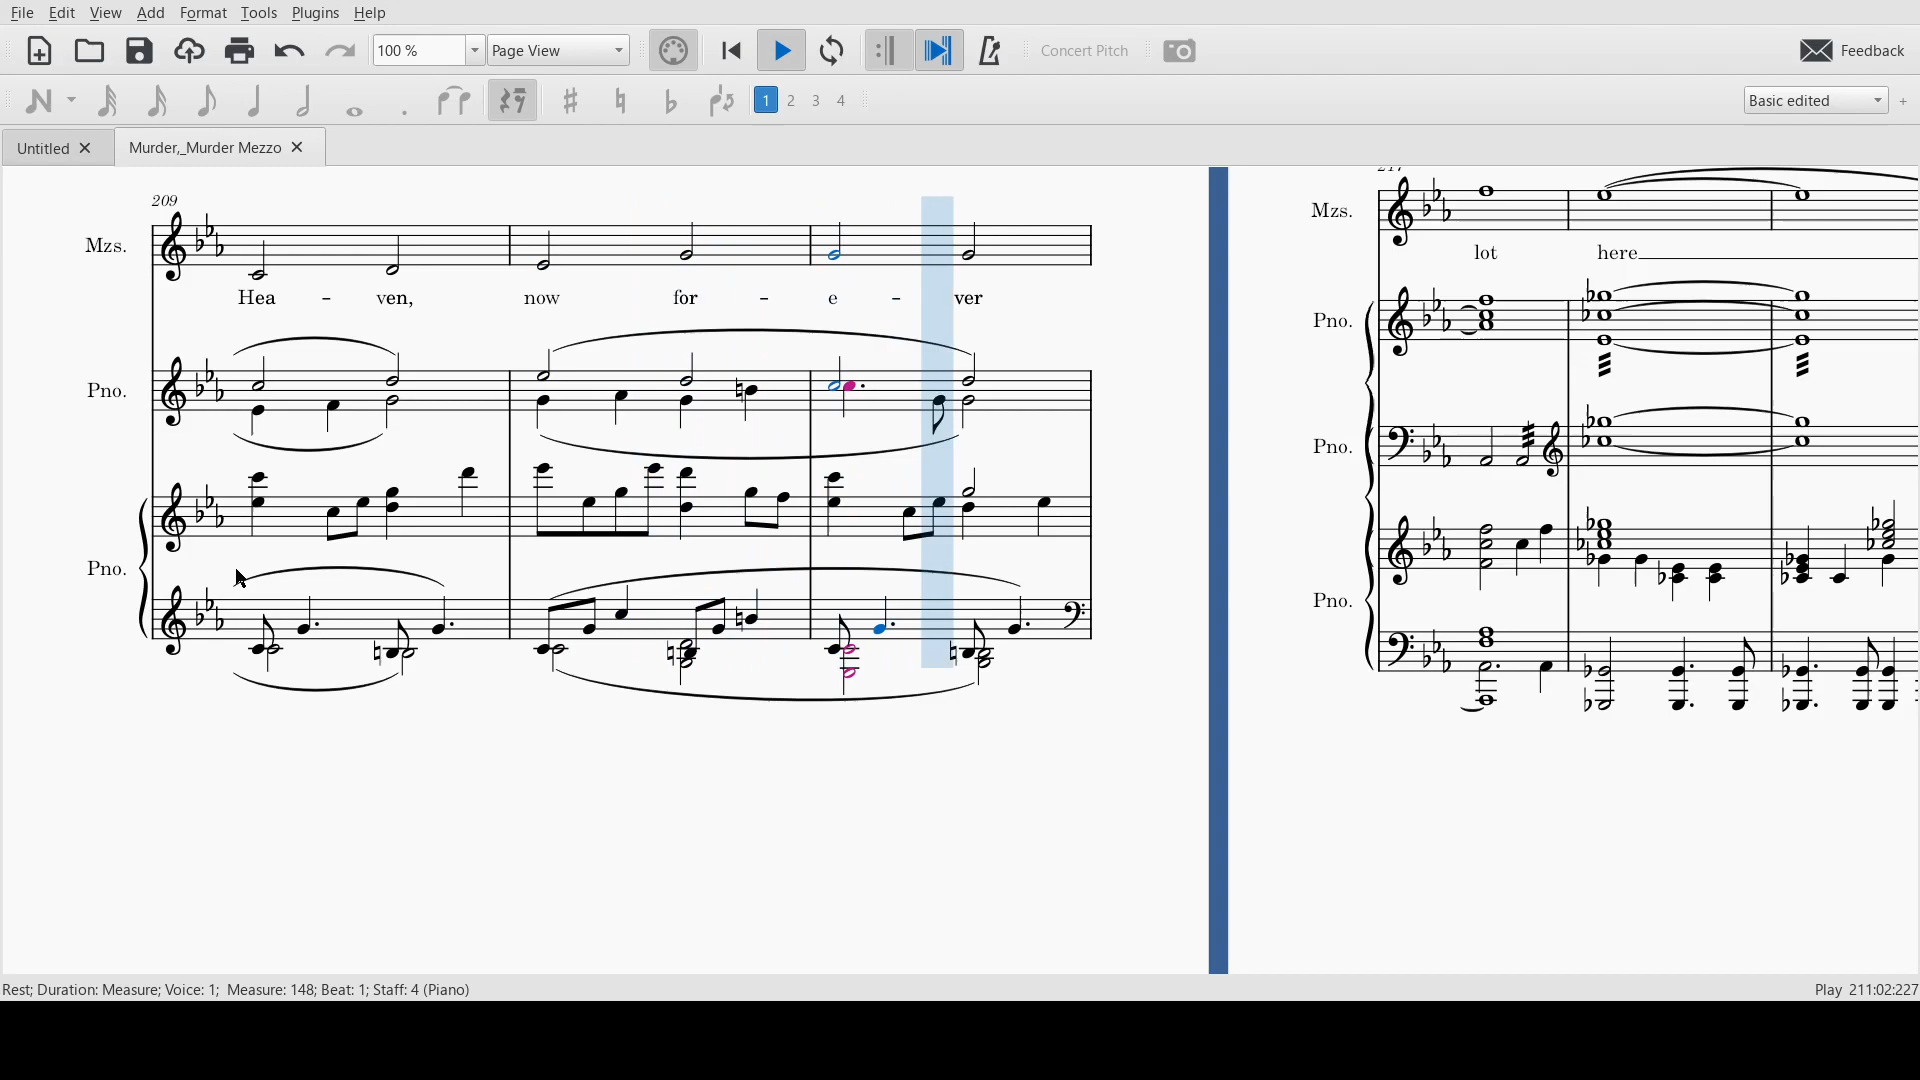 File Edit View Add Format Tools Plugins Help
100 % Page View Concert Pitch Feedback
1 2 3 4 Basic edited +
Untitled Murder,_Murder Mezzo
209
Mzs.
Hea - ven, now for - e - ver
Pno.
Pno.
Mzs.
lot here
Pno.
Pno.
Pno.
Rest; Duration: Measure; Voice: 1; Measure: 148; Beat: 1; Staff: 4 (Piano) Play 211:02:227